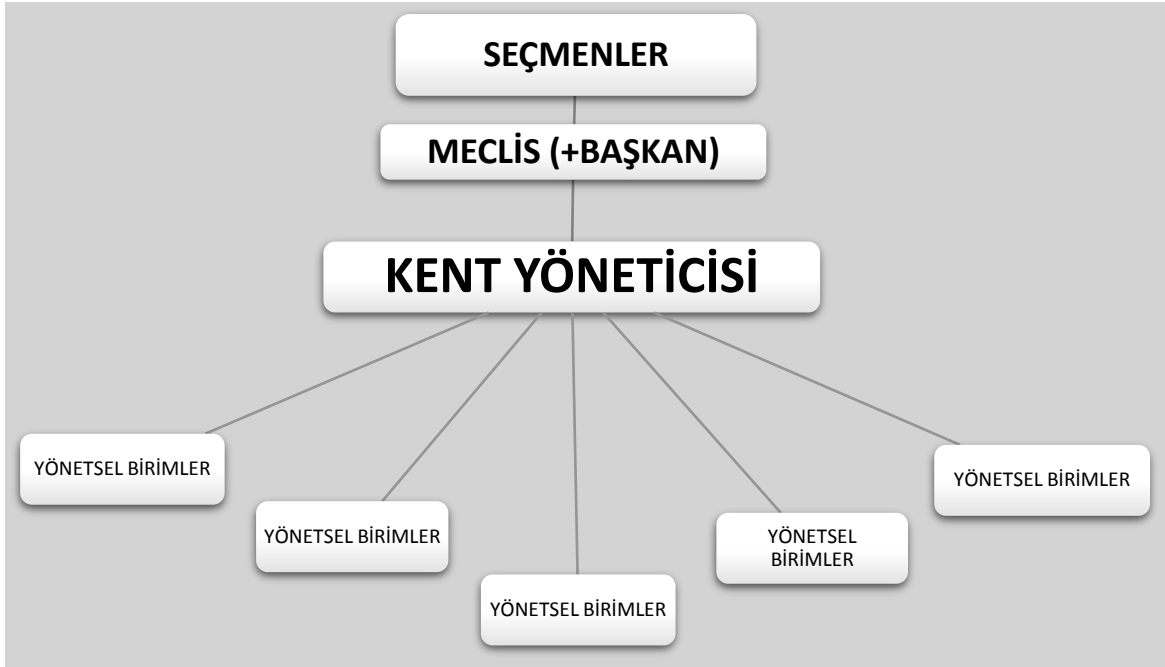 SEÇMENLER
MECLİS (+BAŞKAN)
KENT YÖNETİCİSİ
YÖNETSEL BİRİMLER
YÖNETSEL BİRİMLER
YÖNETSEL BİRİMLER
YÖNETSEL
BİRİMLER
YÖNETSEL BİRİMLER